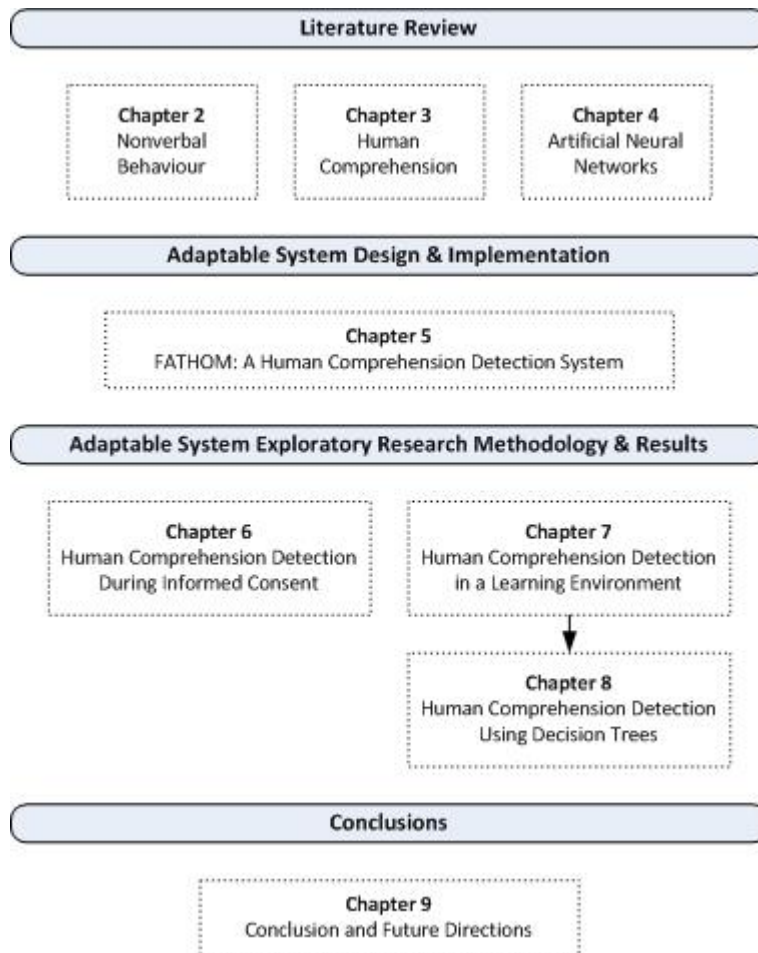 Literature Review
Chapter 2
Nonverbal
Behaviour
Chapter 3
Human
Comprehension
Chapter 4
Artificial Neural
Networks
Adaptable System Design & Implementation
Chapter 5
FATHOM: A Human Comprehension Detection System
Adaptable System Exploratory Research Methodology & Results
Chapter 6
Human Comprehension Detection
During Informed Consent
Chapter 7
Human Comprehension Detection
in a Learning Environment
Chapter 8
Human Comprehension Detection
Using Decision Trees
Conclusions
Chapter 9
Conclusion and Future Directions